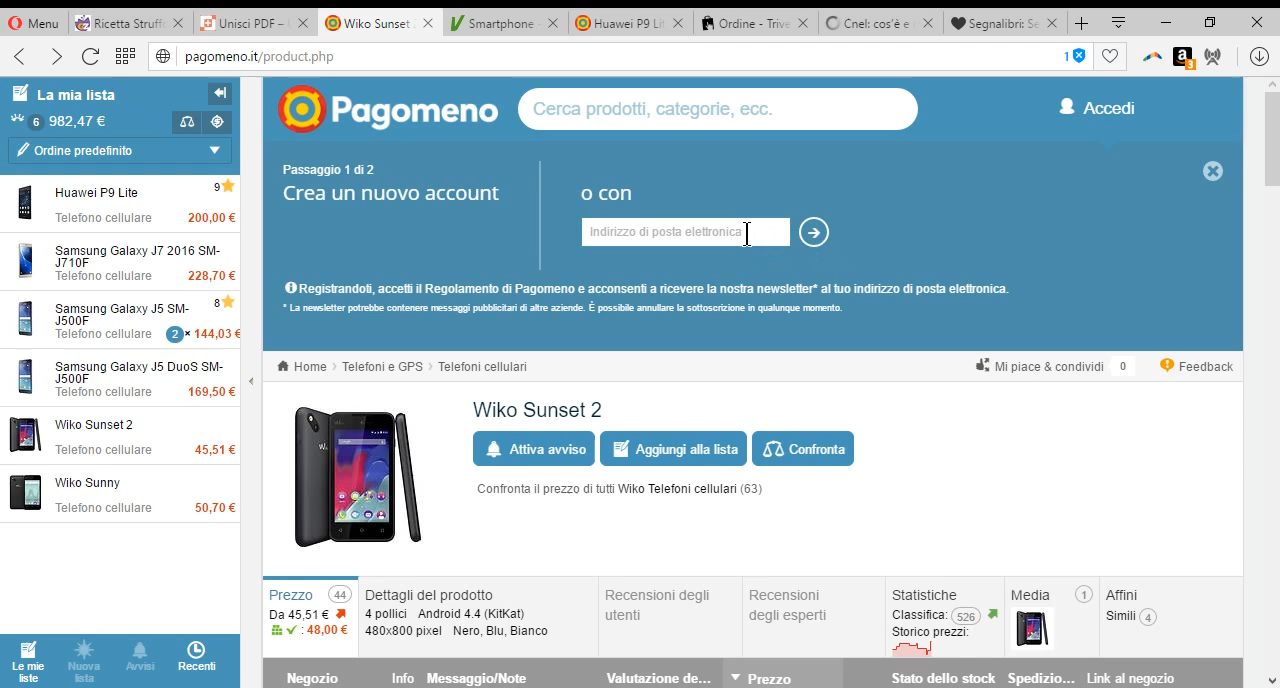 Menu
Ricetta Struff
Unisci PDF –
Wiko Sunset
Smartphone -
Huawei P9 Lit
Ordine - Trive
Cnel: cos'è e
Segnalibri: Se
pagomeno.it/product.php
1
3
La mia lista
6 982,47 €
Ordine predefinito
Huawei P9 Lite
9
Telefono cellulare 200,00 €
Samsung Galaxy J7 2016 SM-
J710F
Telefono cellulare 228,70 €
Samsung Galaxy J5 SM-
J500F
8
Telefono cellulare 2 × 144,03 €
Samsung Galaxy J5 DuoS SM-
J500F
Telefono cellulare 169,50 €
Wiko Sunset 2
Telefono cellulare 45,51 €
Wiko Sunny
Telefono cellulare 50,70 €
Le mie
liste
Nuova
lista
Avvisi
Recenti
Pagomeno
Cerca prodotti, categorie, ecc.
Accedi
Passaggio 1 di 2
Crea un nuovo account
o con
Indirizzo di posta elettronica
Registrandoti, accetti il Regolamento di Pagomeno e acconsenti a ricevere la nostra newsletter* al tuo indirizzo di posta elettronica.
* La newsletter potrebbe contenere messaggi pubblicitari di altre aziende. È possibile annullare la sottoscrizione in qualunque momento.
Home › Telefoni e GPS › Telefoni cellulari
Mi piace & condividi 0
Feedback
Wiko Sunset 2
Attiva avviso
Aggiungi alla lista
Confronta
Confronta il prezzo di tutti Wiko Telefoni cellulari (63)
Prezzo 44
Da 45,51 €
: 48,00 €
Dettagli del prodotto
4 pollici Android 4.4 (KitKat)
480x800 pixel Nero, Blu, Bianco
Recensioni degli
utenti
Recensioni
degli esperti
Statistiche
Classifica: 526
Storico prezzi:
Media 1
Affini
Simili 4
Negozio Info Messaggio/Note Valutazione de... Prezzo Stato dello stock Spedizio... Link al negozio